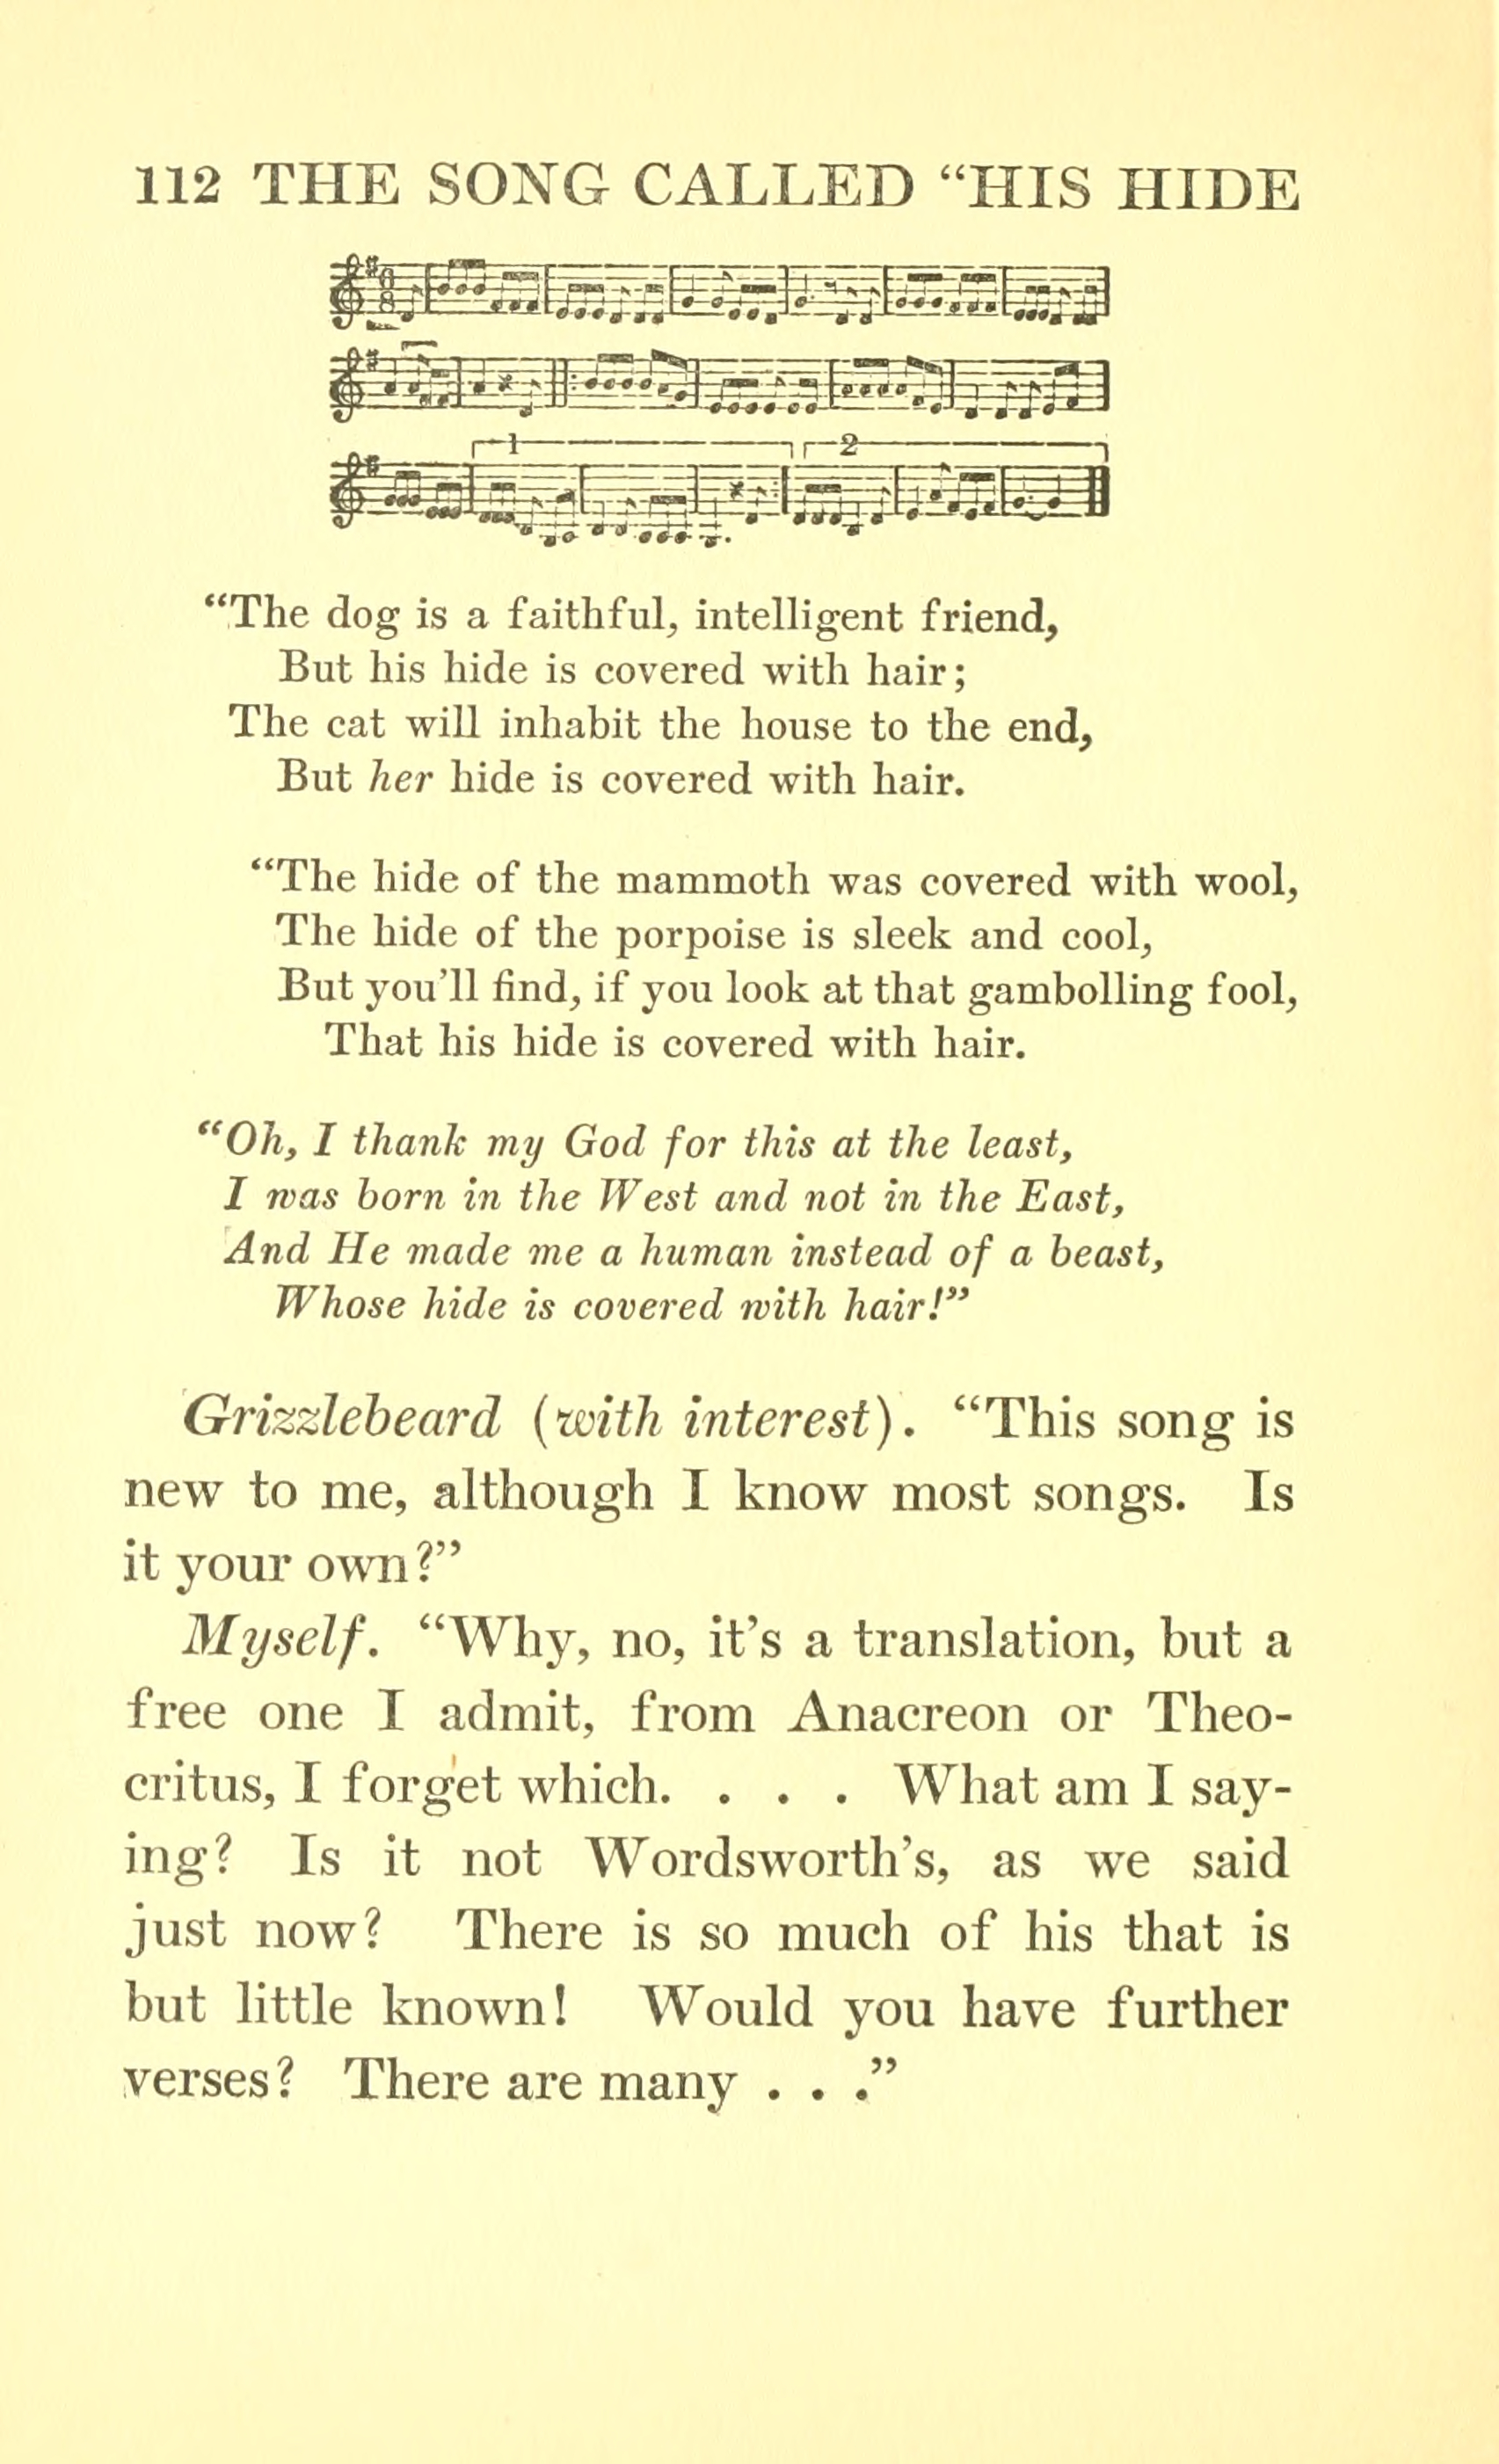 112 THE SONG CALLED “HIS HIDE
1
2
“The dog is a faithful, intelligent friend,
But his hide is covered with hair;
The cat will inhabit the house to the end,
But her hide is covered with hair.
“The hide of the mammoth was covered with wool,
The hide of the porpoise is sleek and cool,
But you’ll find, if you look at that gambolling fool,
That his hide is covered with hair.
“Oh, I thank my God for this at the least,
I was born in the West and not in the East,
And He made me a human instead of a beast,
Whose hide is covered with hair!”
Grizzlebeard (with interest). “This song is
new to me, although I know most songs. Is
it your own?”
Myself. “Why, no, it’s a translation, but a
free one I admit, from Anacreon or Theo-
critus, I forget which. . . . What am I say-
ing? Is it not Wordsworth’s, as we said
just now? There is so much of his that is
but little known! Would you have further
verses? There are many . . .”